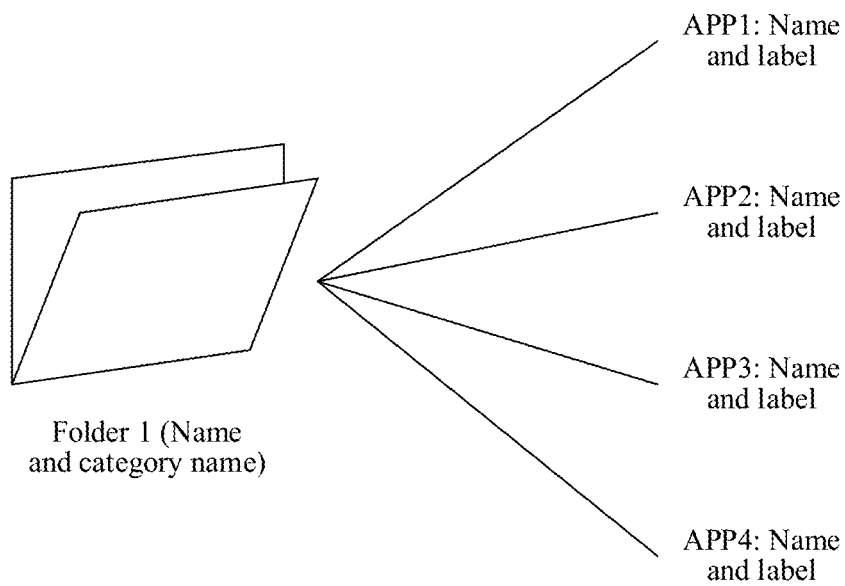 APP1: Name
and label
APP2: Name
and label
APP3: Name
and label
Folder 1 (Name
and category name)
APP4: Name
and label